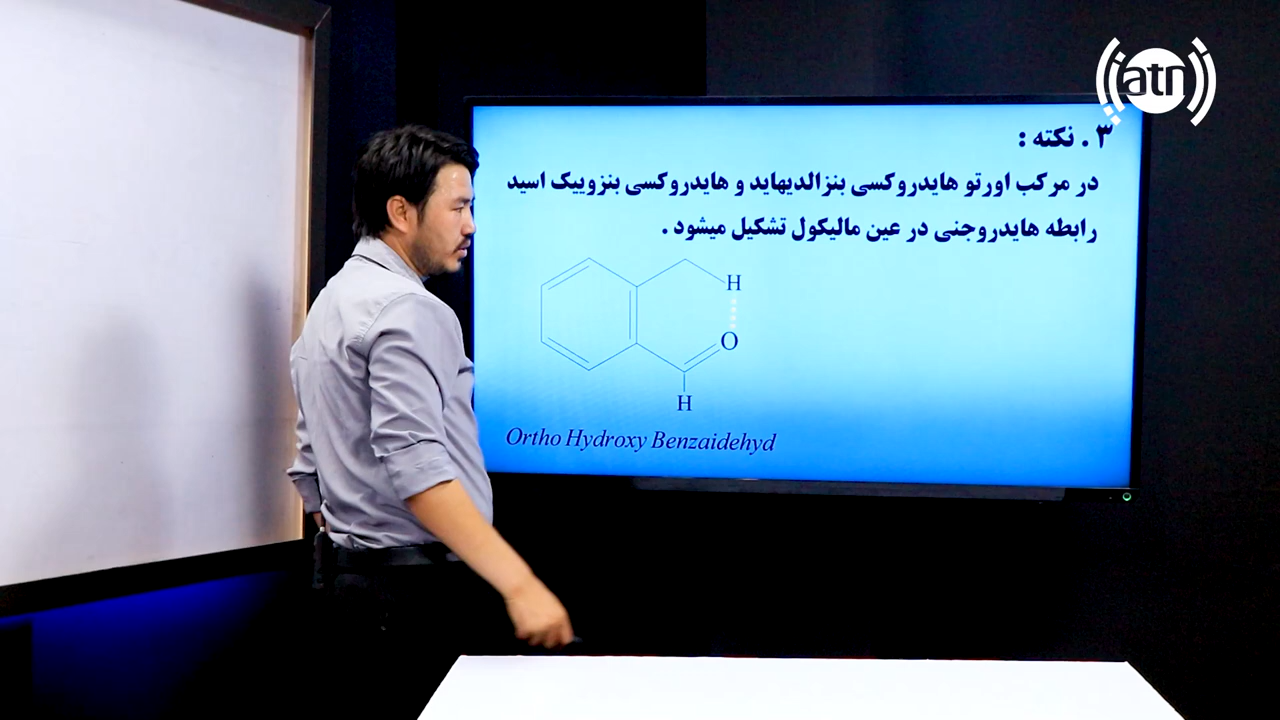 atn
۳ . نکته :
در مرکب اورتو هایدروکسی بنزالدیهاید و هایدروکسی بنزوییک اسید
رابطه هایدروجنی در عین مالیکول تشکیل میشود .
H
O
H
Ortho Hydroxy Benzaidehyd